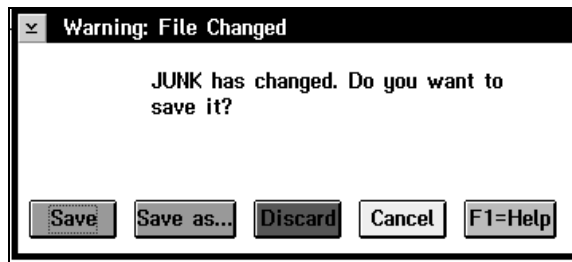 Warning: File Changed
JUNK has changed. Do you want to
save it?
Save Save as... Discard Cancel F1=Help